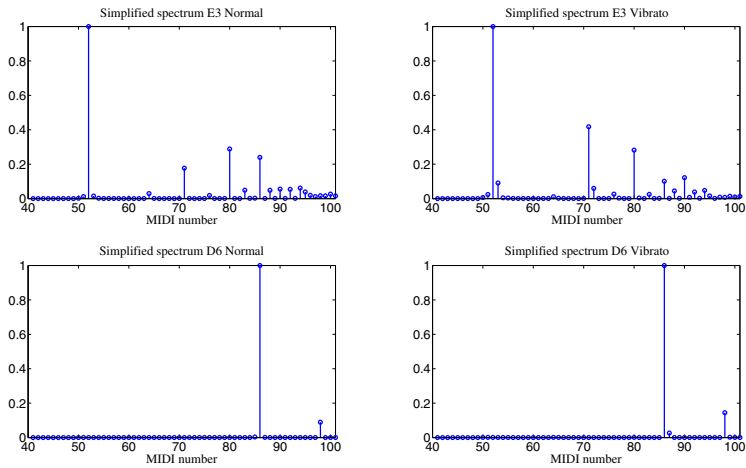 Simplified spectrum E3 Normal
1
0.8
0.6
0.4
0.2
0
40 50 60 70 80 90 100
MIDI number
Simplified spectrum E3 Vibrato
1
0.8
0.6
0.4
0.2
0
40 50 60 70 80 90 100
MIDI number
Simplified spectrum D6 Normal
1
0.8
0.6
0.4
0.2
0
40 50 60 70 80 90 100
MIDI number
Simplified spectrum D6 Vibrato
1
0.8
0.6
0.4
0.2
0
40 50 60 70 80 90 100
MIDI number